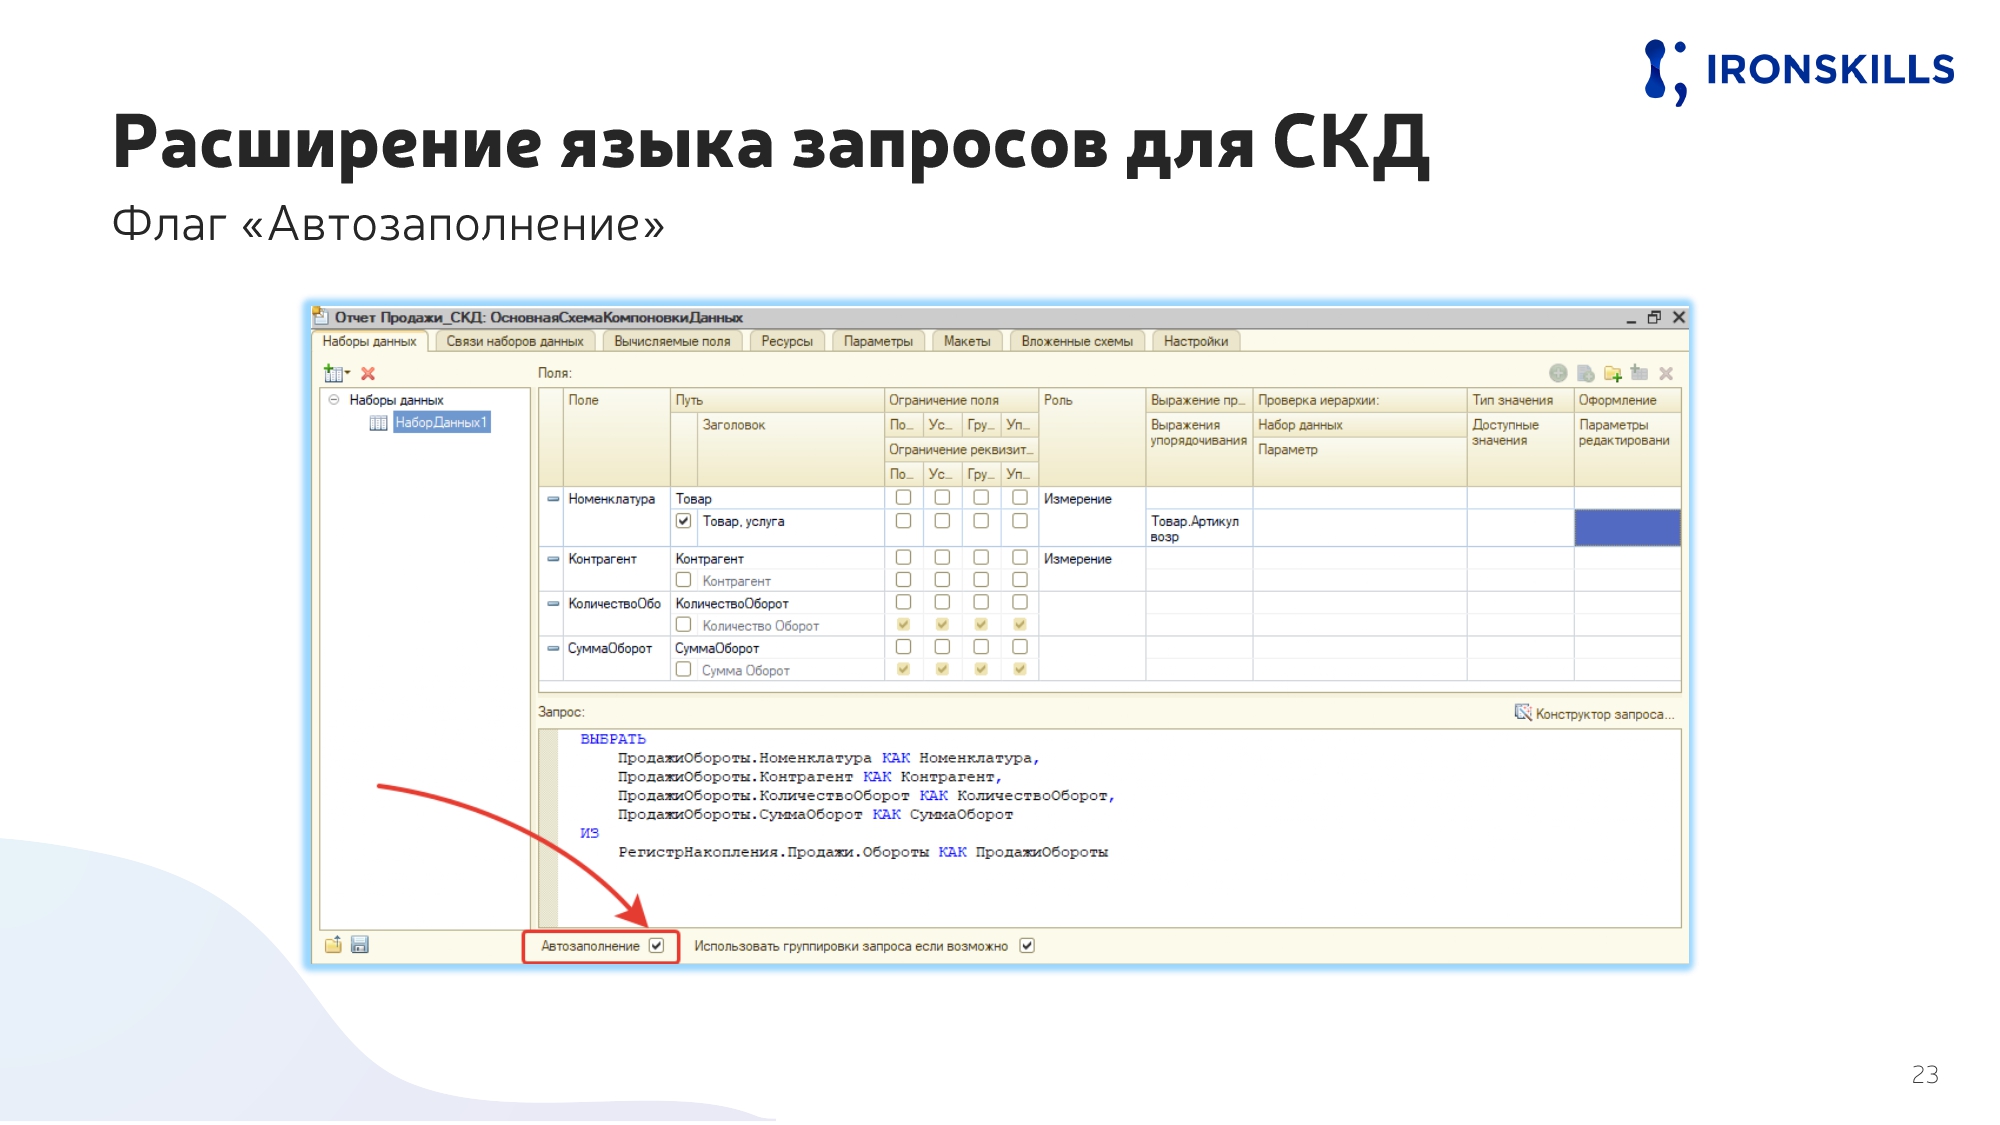 IRONSKILLS
Расширение языка запросов для СКД
Флаг «Автозаполнение»
Отчет Продажи_СКД: ОсновнаяСхемаКомпоновкиДанных
Наборы данных Связи наборов данных Вычисляемые поля Ресурсы Параметры Макеты Вложенные схемы Настройки
Поля:
Наборы данных
НаборДанных1
Поле Путь Ограничение поля Роль Выражение пр... Проверка иерархии: Тип значения Оформление
Заголовок По... Ус... Гру... Уп... Выражения упорядочивания Набор данных Доступные значения Параметры редактировани
Ограничение реквизит... Параметр
По... Ус... Гру... Уп...
Номенклатура Товар Измерение
Товар, услуга Товар.Артикул
возр
Контрагент Контрагент Измерение
Контрагент
КоличествоОбо КоличествоОборот
Количество Оборот
СуммаОборот СуммаОборот
Сумма Оборот
Запрос: Конструктор запроса...
ВЫБРАТЬ
ПродажиОбороты.Номенклатура КАК Номенклатура,
ПродажиОбороты.Контрагент КАК Контрагент,
ПродажиОбороты.КоличествоОборот КАК КоличествоОборот,
ПродажиОбороты.СуммаОборот КАК СуммаОборот
ИЗ
РегистрНакопления.Продажи.Обороты КАК ПродажиОбороты
Автозаполнение Использовать группировки запроса если возможно
23